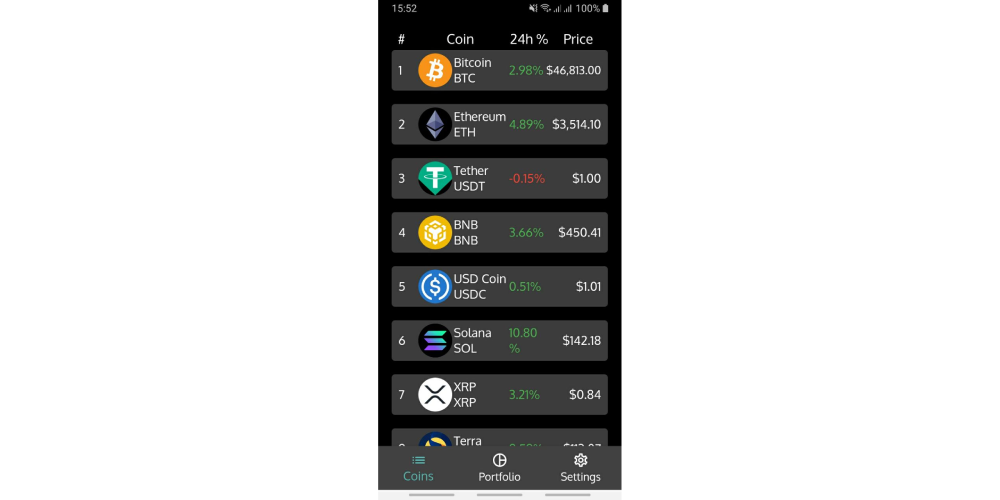 15:52 100%
# Coin 24h % Price
1 Bitcoin 2.98% $46,813.00
BTC
2 Ethereum 4.89% $3,514.10
ETH
3 Tether -0.15% $1.00
USDT
4 BNB 3.66% $450.41
BNB
5 USD Coin 0.51% $1.01
USDC
6 Solana 10.80 $142.18
SOL %
7 XRP 3.21% $0.84
XRP
Terra
Coins Portfolio Settings